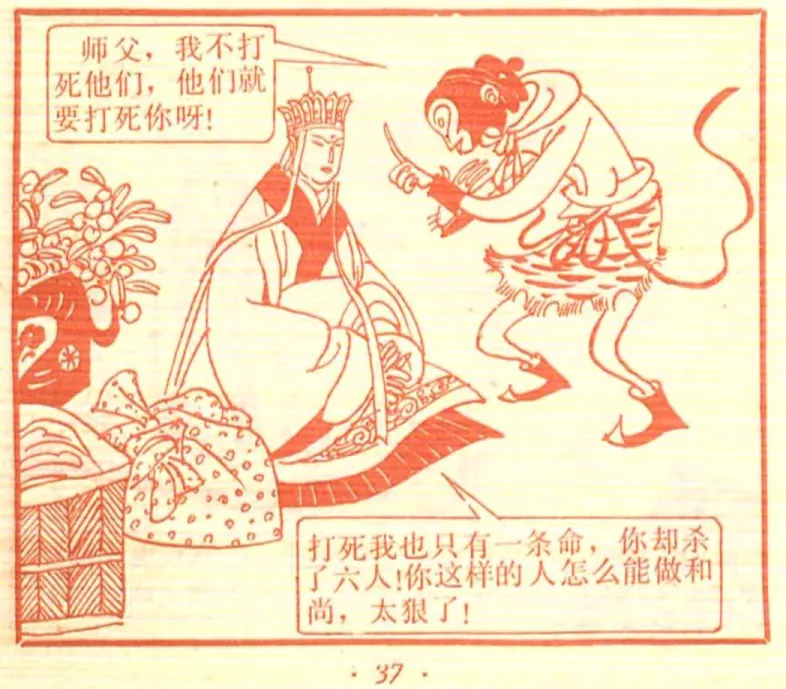 师父，我不打
死他们，他们就
要打死你呀！
打死我也只有一条命，你却杀
了六人！你这样的人怎么能做和
尚，太狠了！
· 37 ·